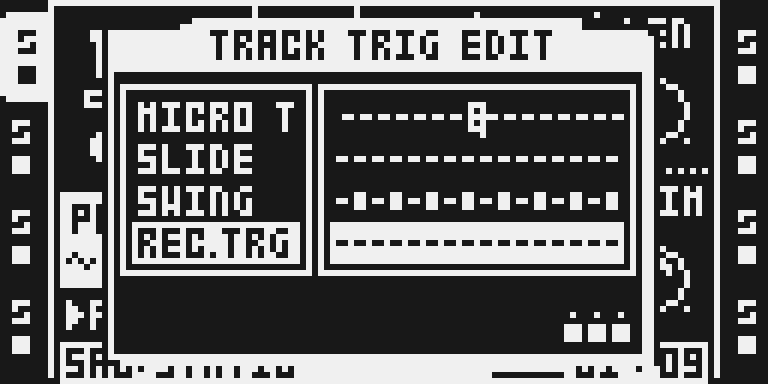 TRACK TRIG EDIT
MICRO T
SLIDE
SWING
REC.TRG